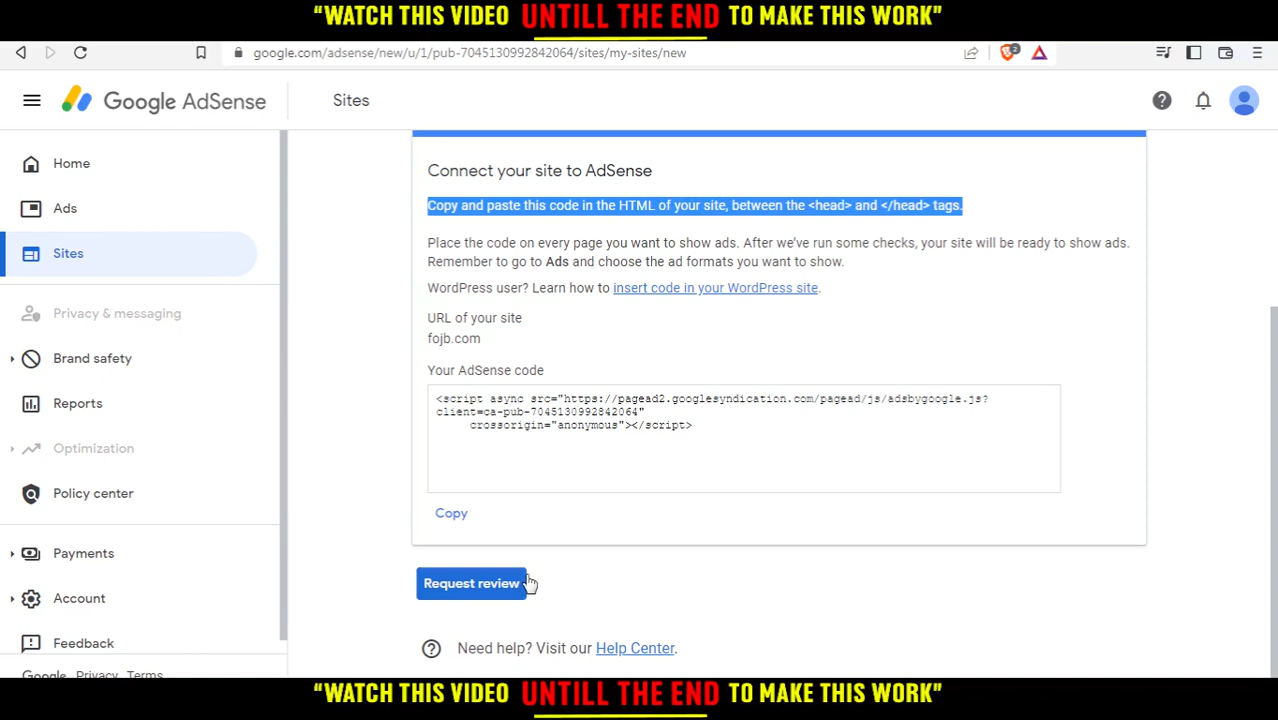 “WATCH THIS VIDEO UNTILL THE END TO MAKE THIS WORK”
google.com/adsense/new/u/1/pub-7045130992842064/sites/my-sites/new
2
Google AdSense
Sites
Home
Ads
Sites
Privacy & messaging
Brand safety
Reports
Optimization
Policy center
Payments
Account
Feedback
Google Privacy Terms
Connect your site to AdSense
Copy and paste this code in the HTML of your site, between the <head> and </head> tags.
Place the code on every page you want to show ads. After we've run some checks, your site will be ready to show ads.
Remember to go to Ads and choose the ad formats you want to show.
WordPress user? Learn how to insert code in your WordPress site.
URL of your site
fojb.com
Your AdSense code
<script async src="https://pagead2.googlesyndication.com/pagead/js/adsbygoogle.js?
client=ca-pub-7045130992842064"
crossorigin="anonymous"></script>
Copy
Request review
Need help? Visit our Help Center.
“WATCH THIS VIDEO UNTILL THE END TO MAKE THIS WORK”